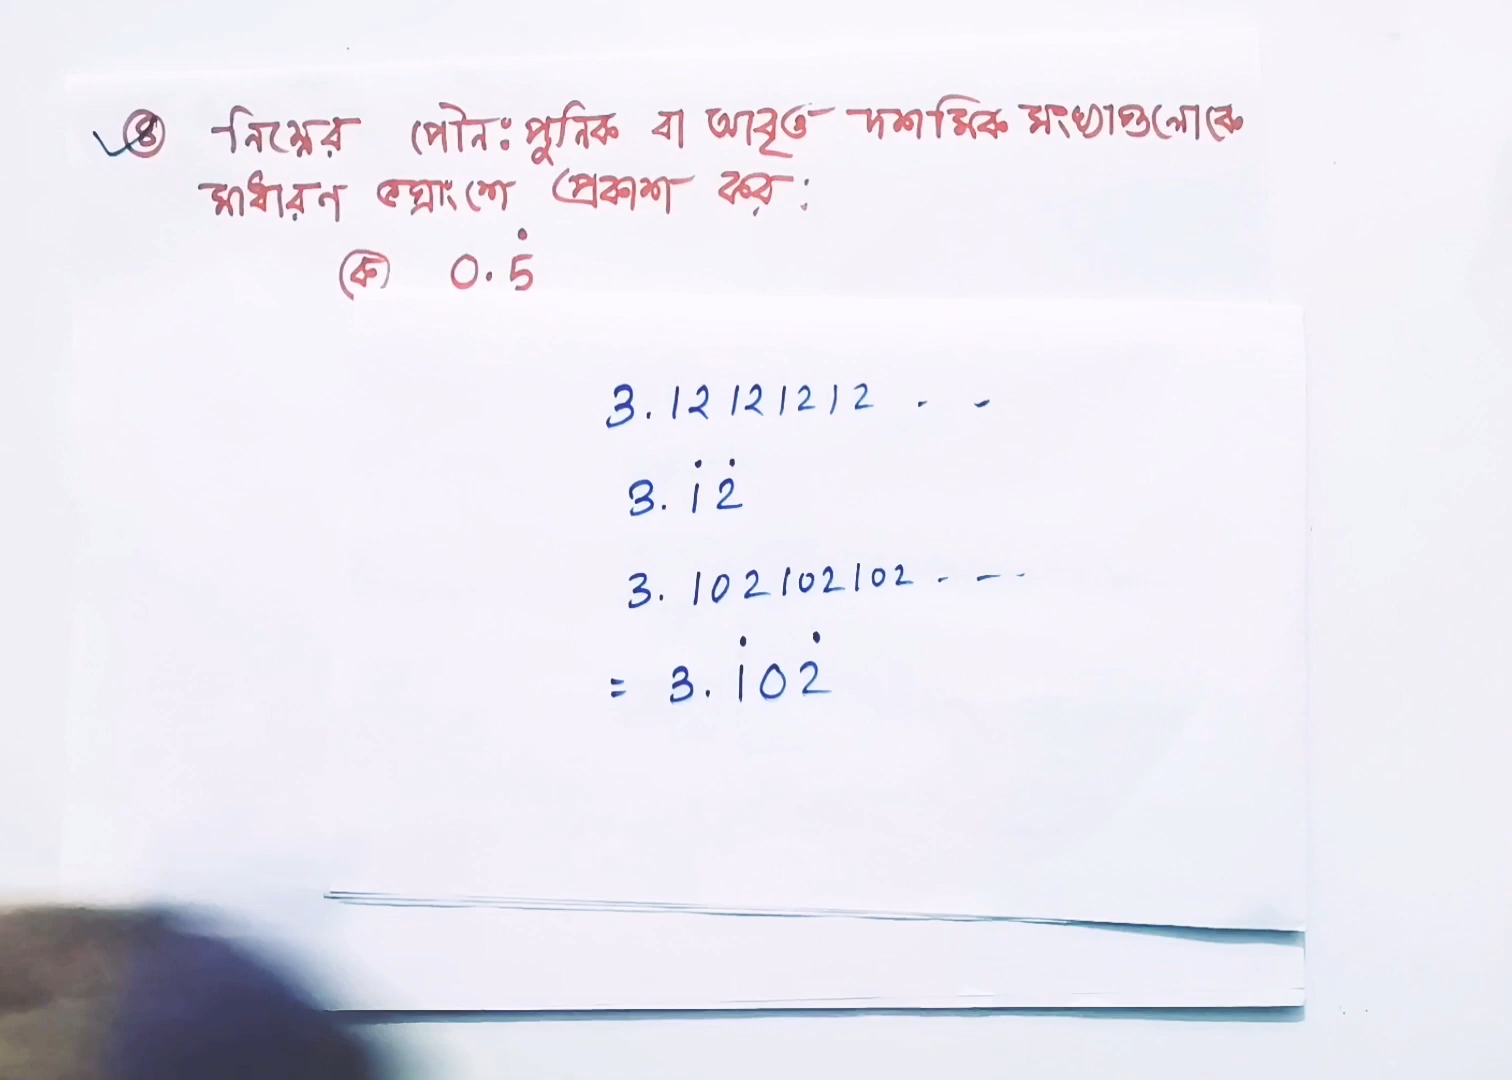 ৪ নিম্নের পৌনঃপুনিক বা আবৃত্ত দশমিক সংখ্যাগুলোকে
সাধারণ ভগ্নাংশে প্রকাশ কর:
(ক) 0.5̇
3.12121212 . -
3.1̇2̇
3.102102102. --·
= 3.1̇02̇